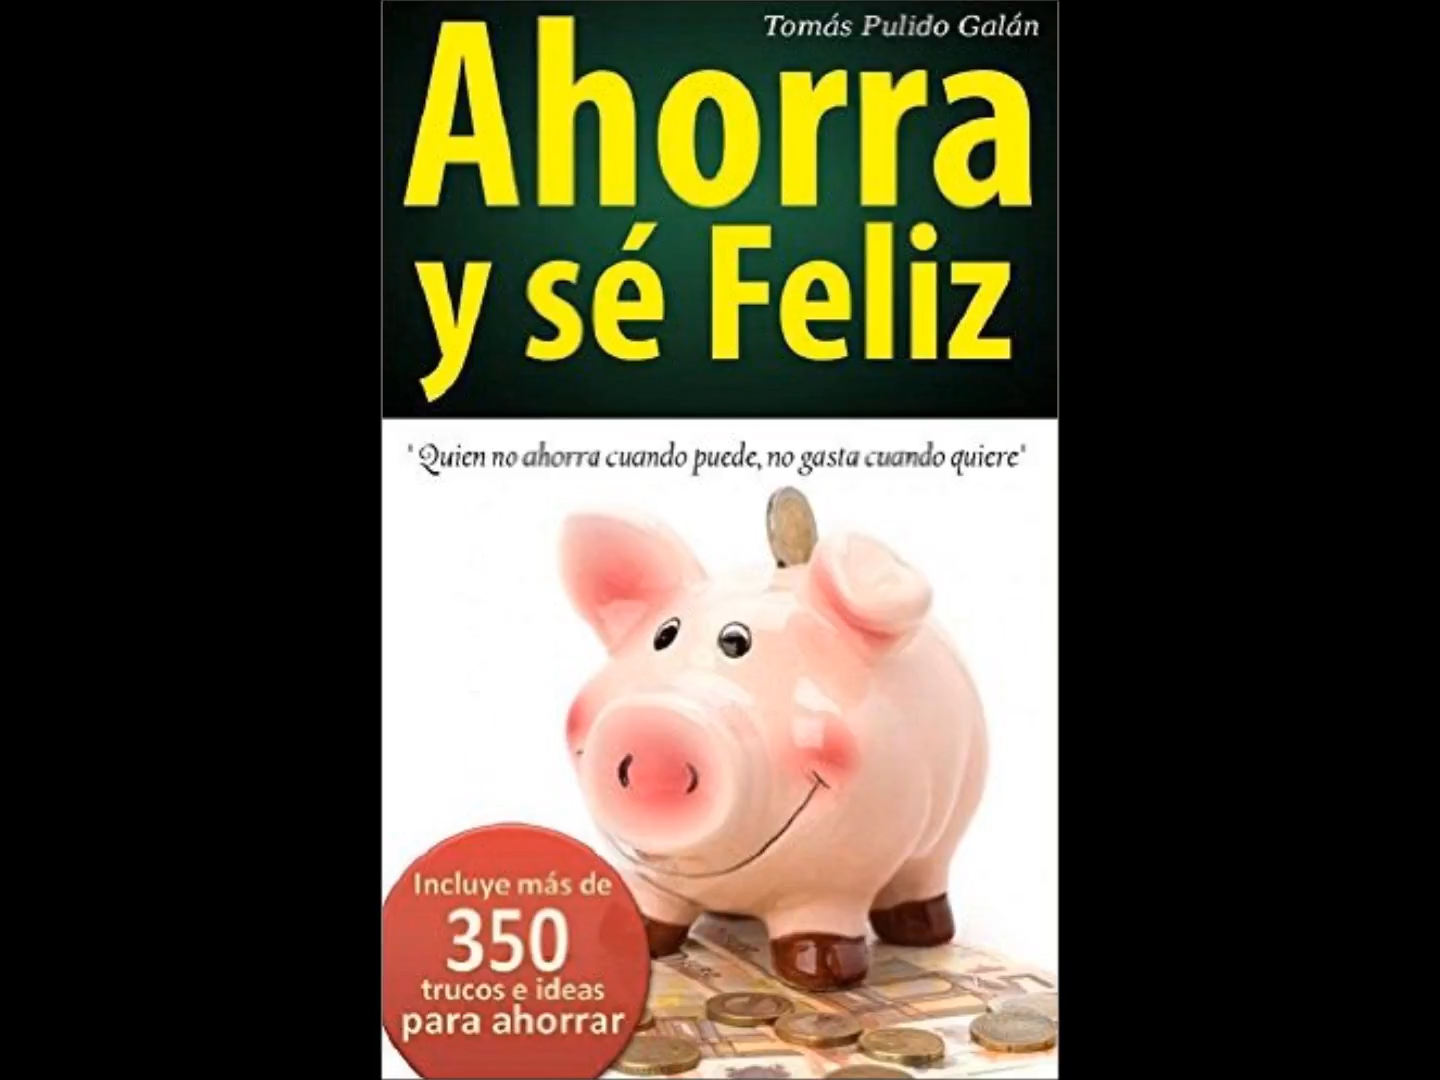 Tomás Pulido Galán
Ahorra
y sé Feliz
"Quien no ahorra cuando puede, no gasta cuando quiere"
Incluye más de
350
trucos e ideas
para ahorrar